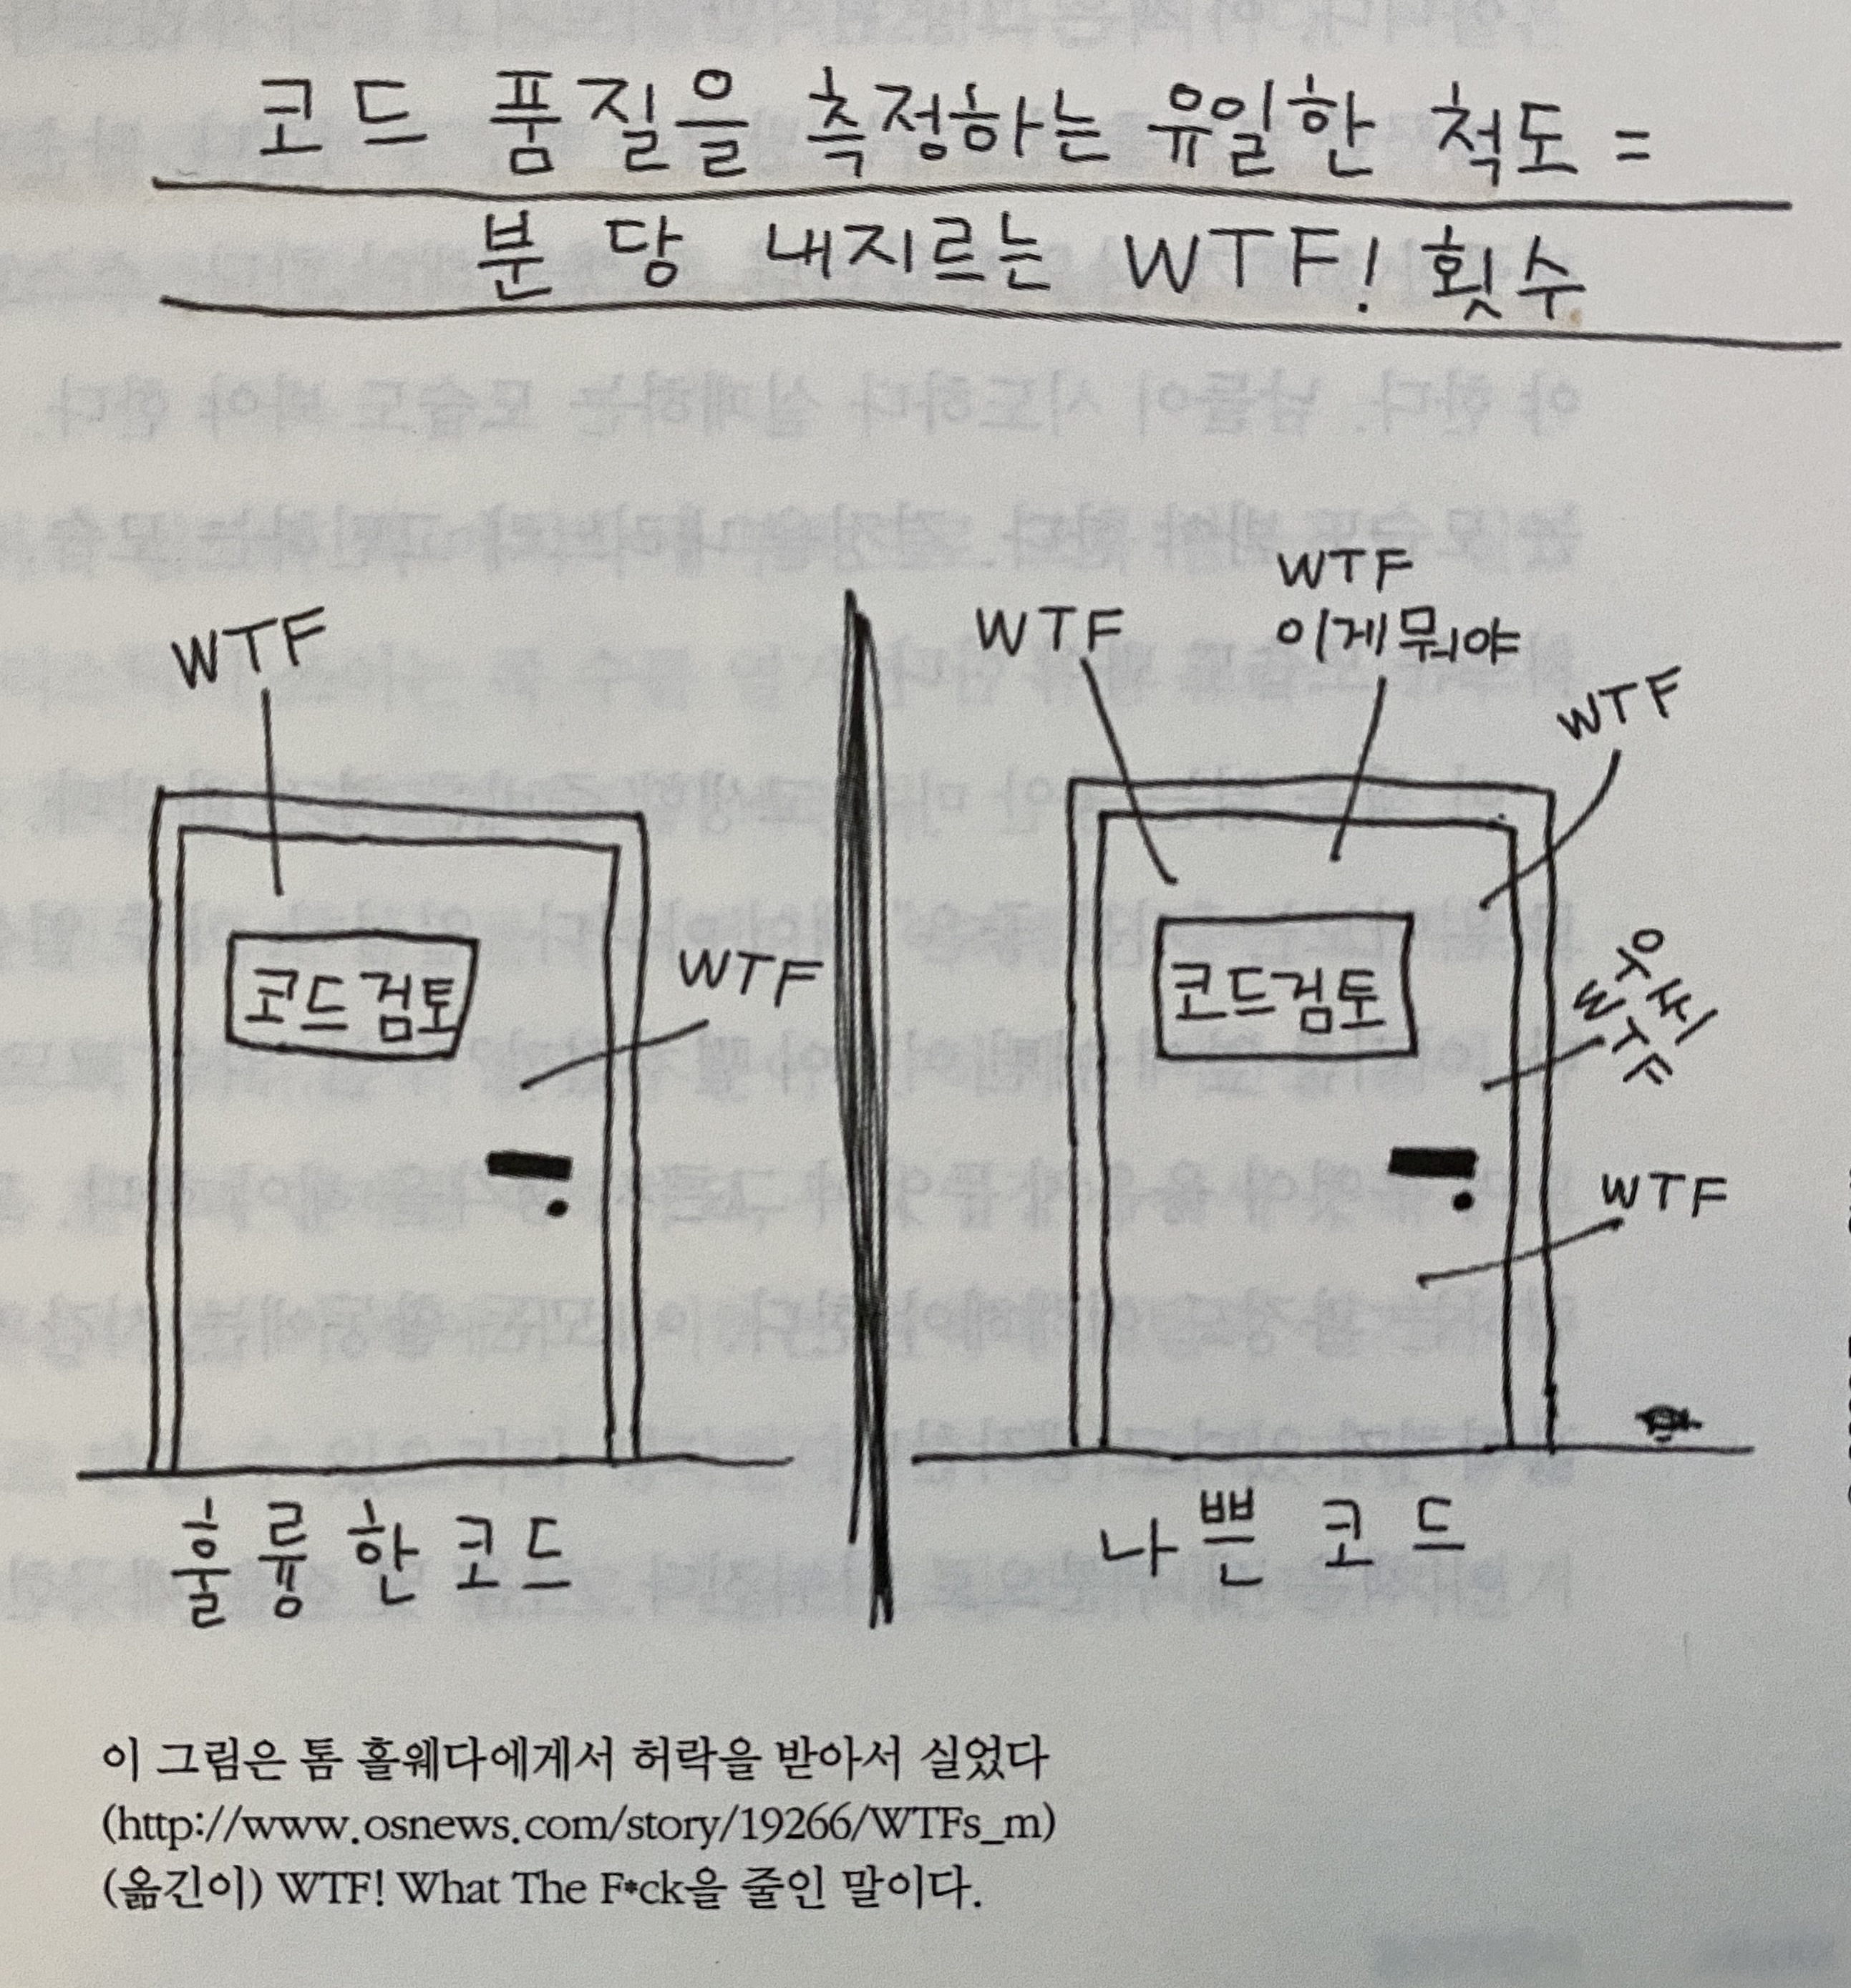 코드 품질을 측정하는 유일한 척도 =
분 당 내지르는 WTF! 횟수
WTF
코드검토
WTF
훌륭한 코드
WTF
WTF
이게뭐야
WTF
코드검토
우씨
WTF
WTF
나쁜 코드
이 그림은 톰 홀웨다에게서 허락을 받아서 실었다
(http://www.osnews.com/story/19266/WTFs_m)
(옮긴이) WTF! What The F*ck을 줄인 말이다.